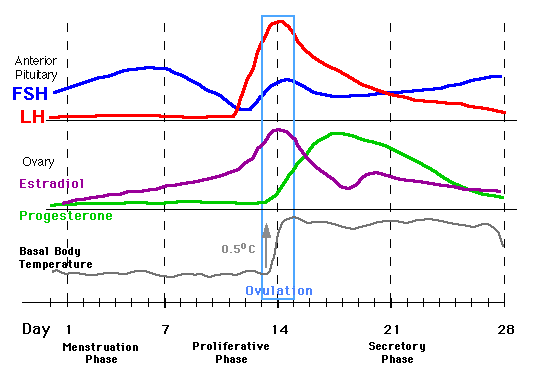 Anterior
Pituitary
FSH
LH
Ovary
Estradiol
Progesterone
0.5°C
Basal Body
Temperature
Ovulation
Day 1 7 14 21 28
Menstruation Phase
Proliferative Phase
Secretory Phase